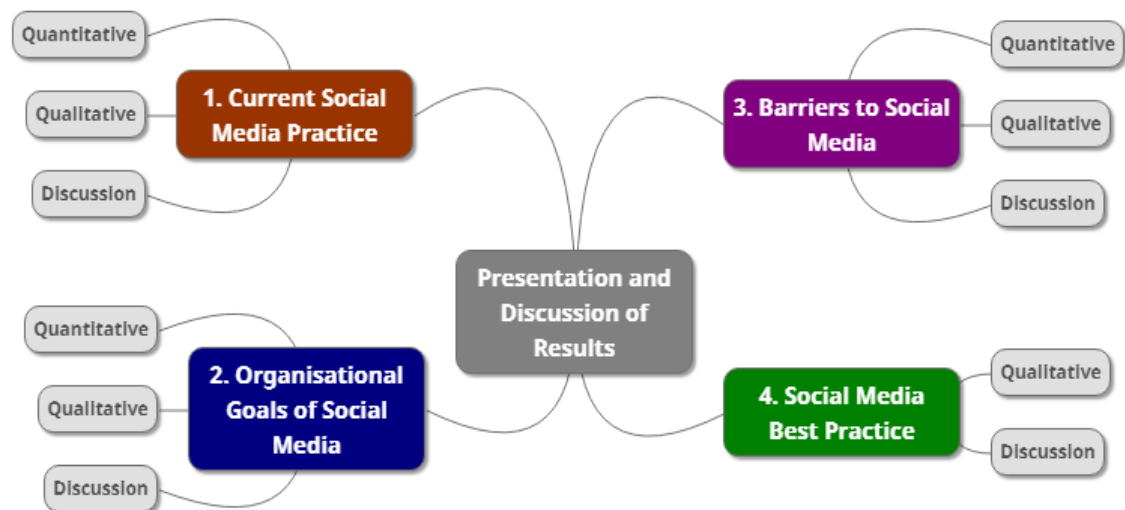 Quantitative
1. Current Social
Media Practice
Qualitative
Discussion
Quantitative
2. Organisational
Goals of Social
Media
Qualitative
Discussion
Presentation and
Discussion of
Results
3. Barriers to Social
Media
Quantitative
Qualitative
Discussion
4. Social Media
Best Practice
Qualitative
Discussion